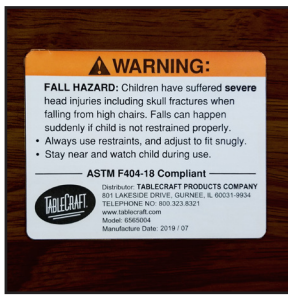 WARNING:
FALL HAZARD: Children have suffered severe
head injuries including skull fractures when
falling from high chairs. Falls can happen
suddenly if child is not restrained properly.
• Always use restraints, and adjust to fit snugly.
• Stay near and watch child during use.
ASTM F404-18 Compliant
TABLECRAFT.
Distributor: TABLECRAFT PRODUCTS COMPANY
801 LAKESIDE DRIVE, GURNEE, IL 60031-9934
TELEPHONE NO: 800.323.8321
www.tablecraft.com
Model: 6565004
Manufacture Date: 2019 / 07